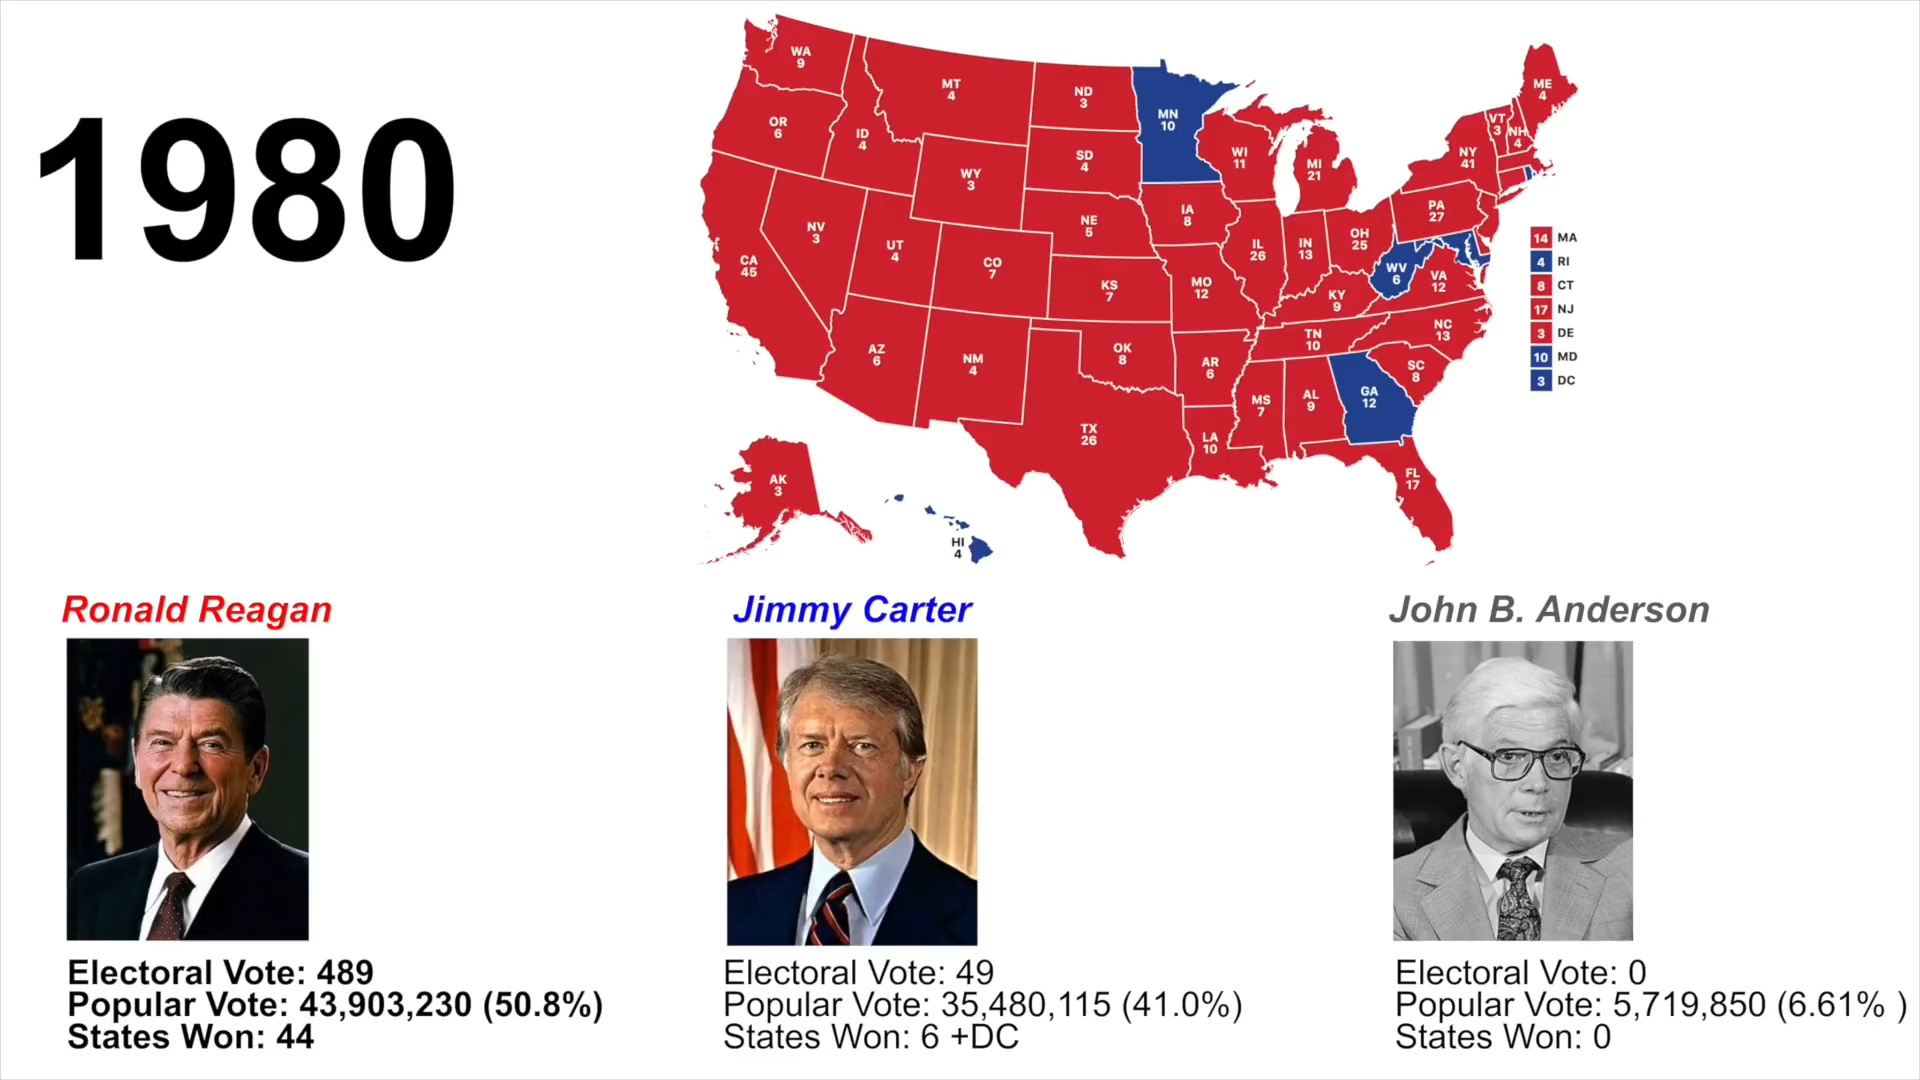 1980
WA
9
MT
4
ND
3
MN
10
ME
4
OR
6
ID
4
VT
3
NH
4
WI
11
NY
41
SD
4
MI
21
WY
3
PA
27
IA
8
NE
5
NV
3
OH
25
UT
4
IL
26
IN
13
14 MA
CO
7
CA
45
4 RI
WV
6
VA
12
8 CT
KS
7
MO
12
KY
9
17 NJ
NC
13
3 DE
TN
10
AZ
6
OK
8
10 MD
NM
4
AR
6
SC
8
3 DC
GA
12
MS
7
AL
9
TX
26
LA
10
AK
3
FL
17
HI
4
Ronald Reagan
Jimmy Carter
John B. Anderson
Electoral Vote: 489
Popular Vote: 43,903,230 (50.8%)
States Won: 44
Electoral Vote: 49
Popular Vote: 35,480,115 (41.0%)
States Won: 6 +DC
Electoral Vote: 0
Popular Vote: 5,719,850 (6.61% )
States Won: 0